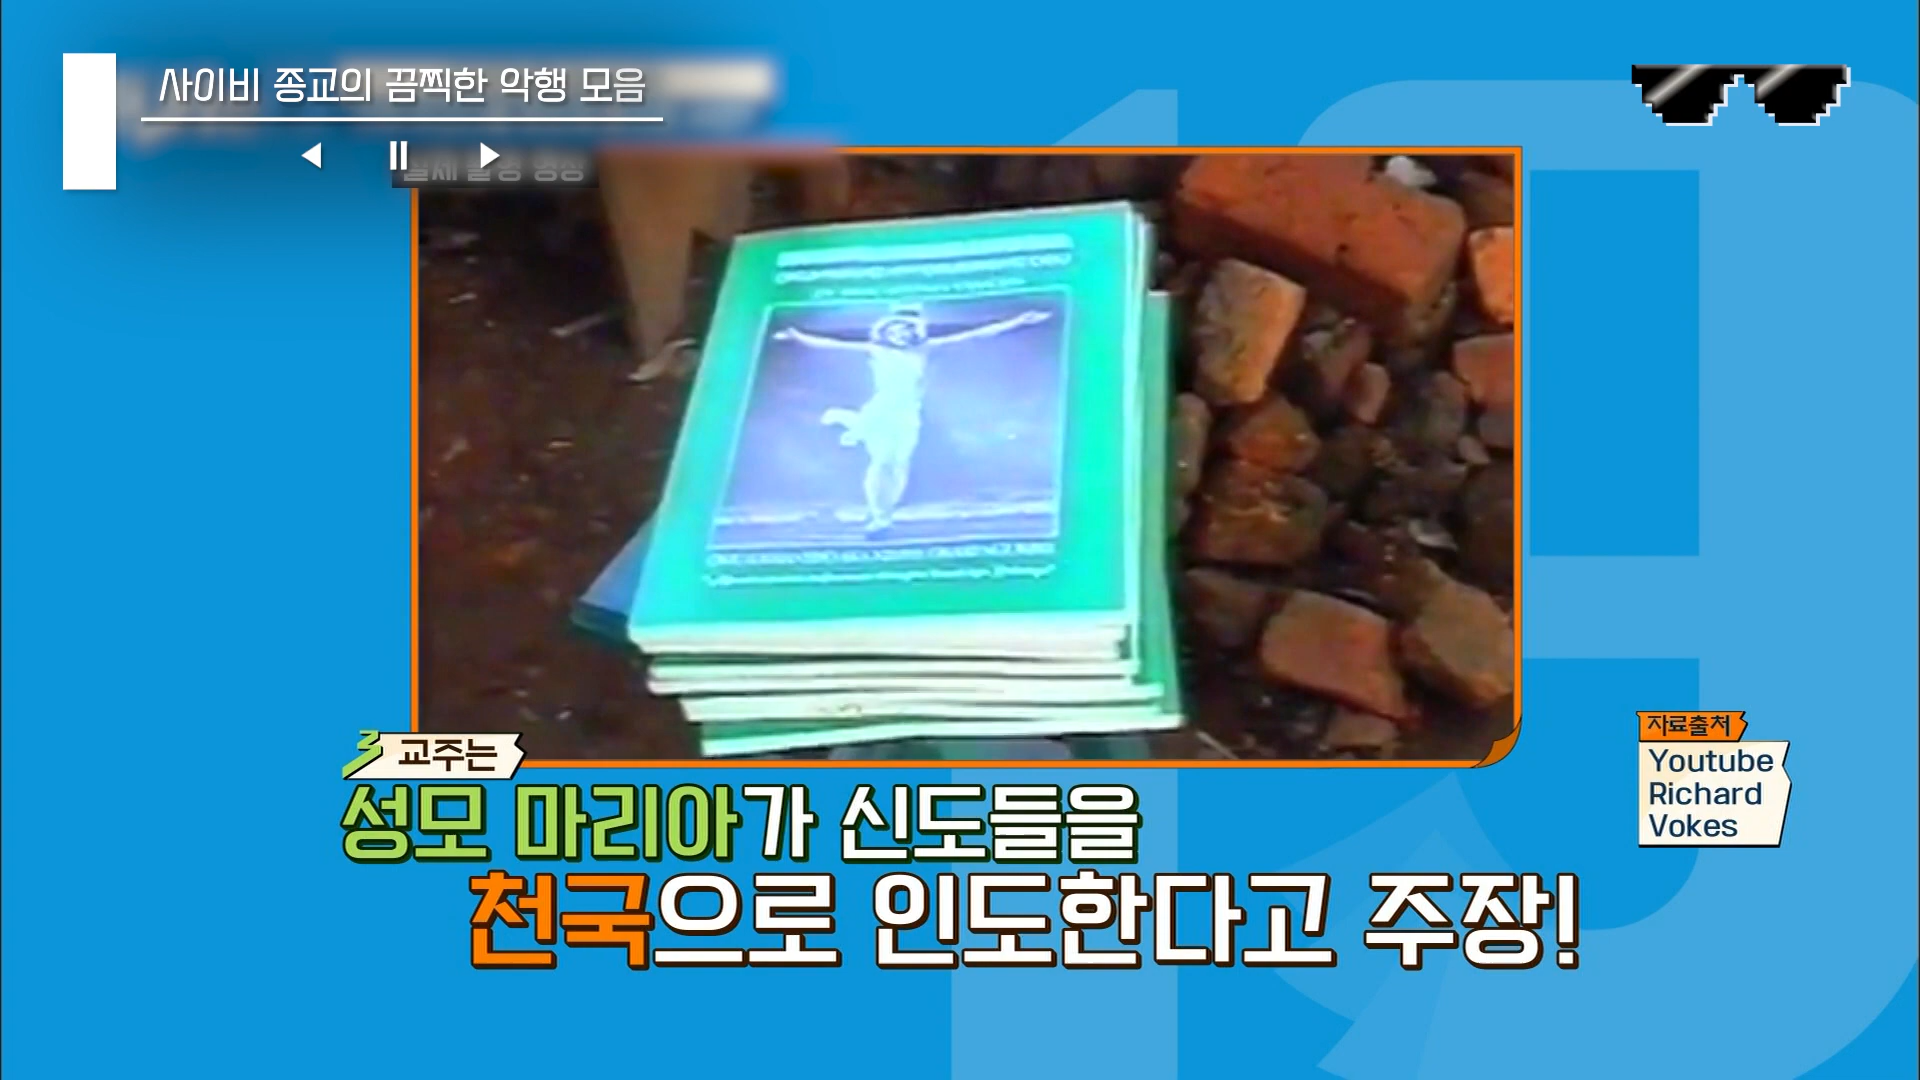 사이비 종교의 끔찍한 악행 모음
교주는
성모 마리아가 신도들을
천국으로 인도한다고 주장!
자료출처
Youtube
Richard
Vokes